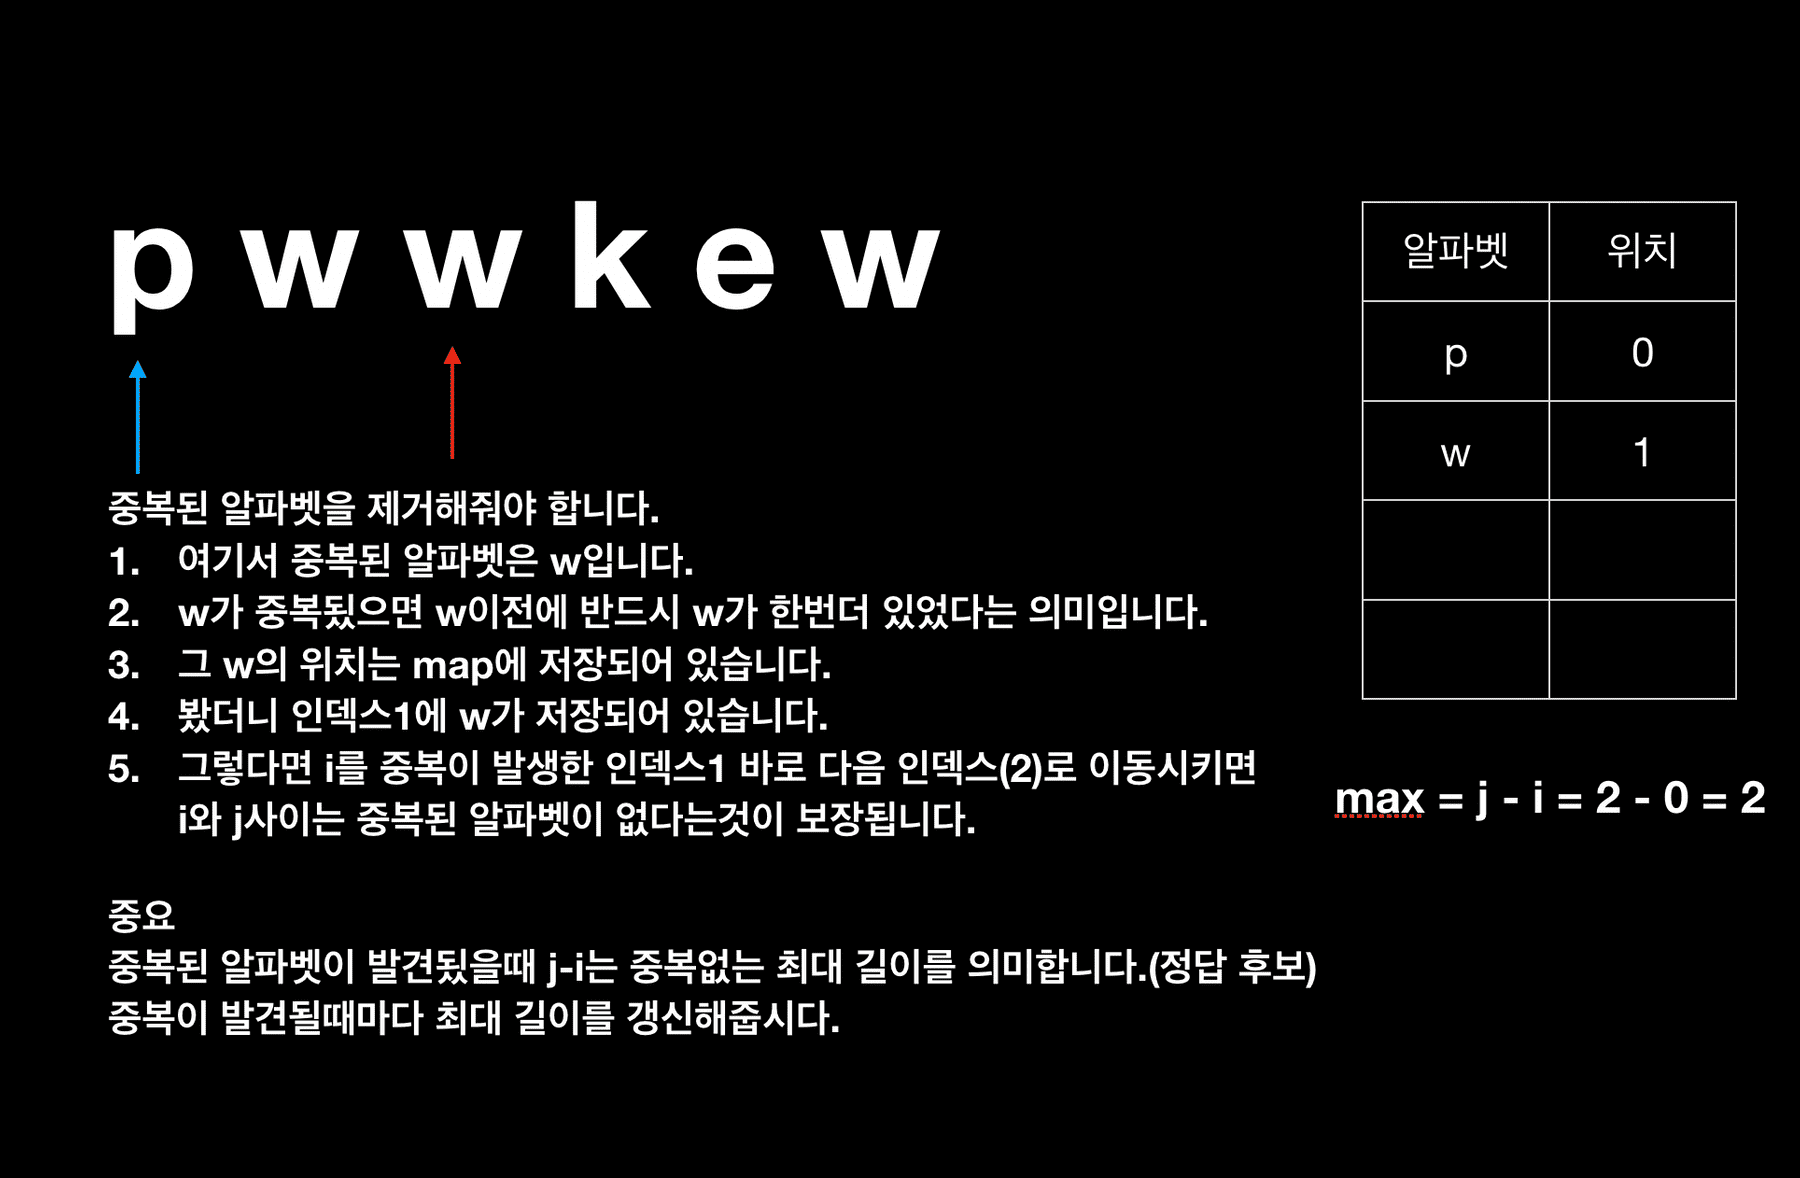 p w w k e w
중복된 알파벳을 제거해줘야 합니다.
1. 여기서 중복된 알파벳은 w입니다.
2. w가 중복됬으면 w이전에 반드시 w가 한번더 있었다는 의미입니다.
3. 그 w의 위치는 map에 저장되어 있습니다.
4. 봤더니 인덱스1에 w가 저장되어 있습니다.
5. 그렇다면 i를 중복이 발생한 인덱스1 바로 다음 인덱스(2)로 이동시키면
i와 j사이는 중복된 알파벳이 없다는것이 보장됩니다.
중요
중복된 알파벳이 발견됬을때 j-i는 중복없는 최대 길이를 의미합니다.(정답 후보)
중복이 발견될때마다 최대 길이를 갱신해줍시다.
알파벳 위치
p 0
w 1
max = j - i = 2 - 0 = 2